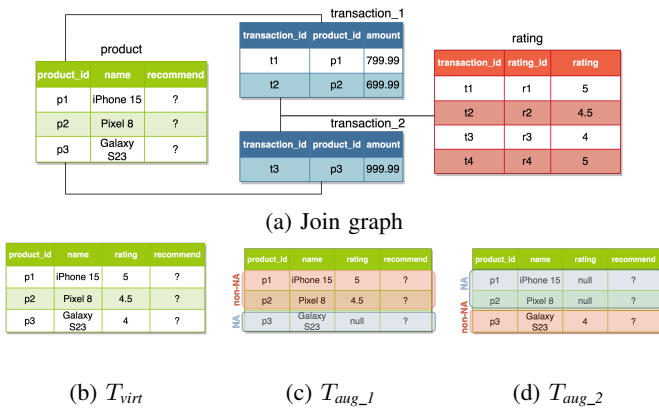 transaction_1
product
rating
product_id name recommend
p1 iPhone 15 ?
p2 Pixel 8 ?
p3 Galaxy S23 ?
transaction_id product_id amount
t1 p1 799.99
t2 p2 699.99
transaction_2
transaction_id product_id amount
t3 p3 999.99
transaction_id rating_id rating
t1 r1 5
t2 r2 4.5
t3 r3 4
t4 r4 5
(a) Join graph
product_id name rating recommend
p1 iPhone 15 5 ?
p2 Pixel 8 4.5 ?
p3 Galaxy S23 4 ?
product_id name rating recommend
non-NA
p1 iPhone 15 5 ?
p2 Pixel 8 4.5 ?
NA
p3 Galaxy S23 null ?
product_id name rating recommend
NA
p1 iPhone 15 null ?
p2 Pixel 8 null ?
non-NA
p3 Galaxy S23 4 ?
(b) Tvirt
(c) Taug_1
(d) Taug_2